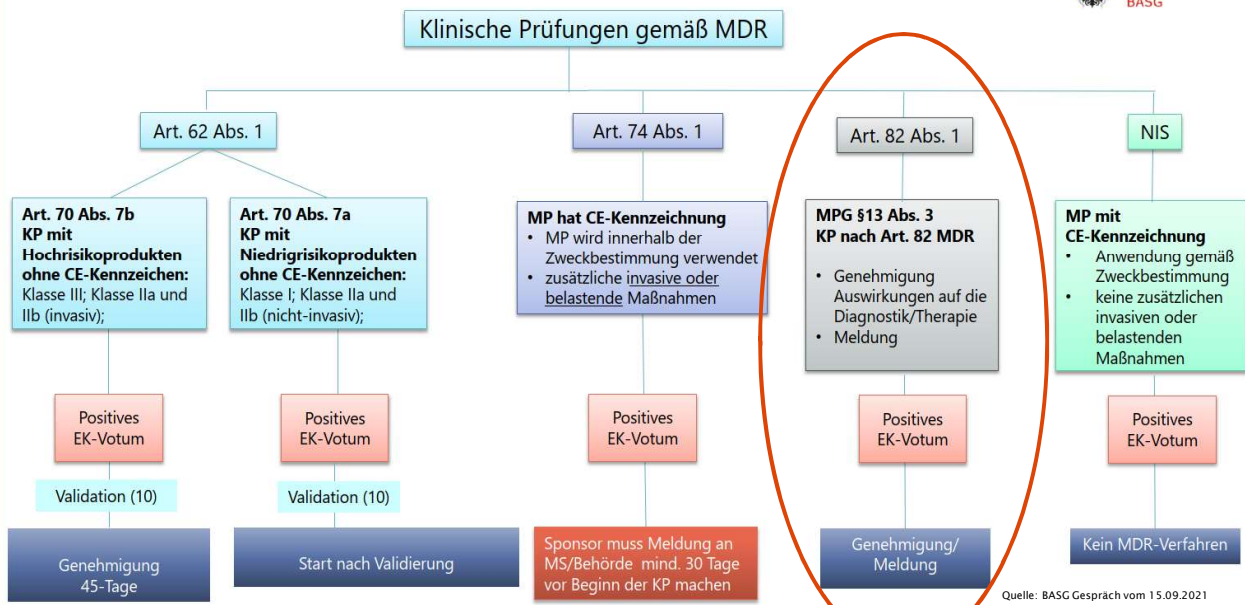 BASG
Klinische Prüfungen gemäß MDR
Art. 62 Abs. 1
Art. 74 Abs. 1
Art. 82 Abs. 1
NIS
Art. 70 Abs. 7b
KP mit
Hochrisikoprodukten
ohne CE-Kennzeichen:
Klasse III; Klasse IIa und
IIb (invasiv);
Art. 70 Abs. 7a
KP mit
Niedrigrisikoprodukten
ohne CE-Kennzeichen:
Klasse I; Klasse IIa und
IIb (nicht-invasiv);
MP hat CE-Kennzeichnung
• MP wird innerhalb der
Zweckbestimmung verwendet
• zusätzliche invasive oder
belastende Maßnahmen
MPG §13 Abs. 3
KP nach Art. 82 MDR
• Genehmigung
Auswirkungen auf die
Diagnostik/Therapie
• Meldung
MP mit
CE-Kennzeichnung
• Anwendung gemäß
Zweckbestimmung
• keine zusätzlichen
invasiven oder
belastenden
Maßnahmen
Positives
EK-Votum
Positives
EK-Votum
Positives
EK-Votum
Positives
EK-Votum
Positives
EK-Votum
Validation (10)
Validation (10)
Genehmigung
45-Tage
Start nach Validierung
Sponsor muss Meldung an
MS/Behörde mind. 30 Tage
vor Beginn der KP machen
Genehmigung/
Meldung
Kein MDR-Verfahren
Quelle: BASG Gespräch vom 15.09.2021